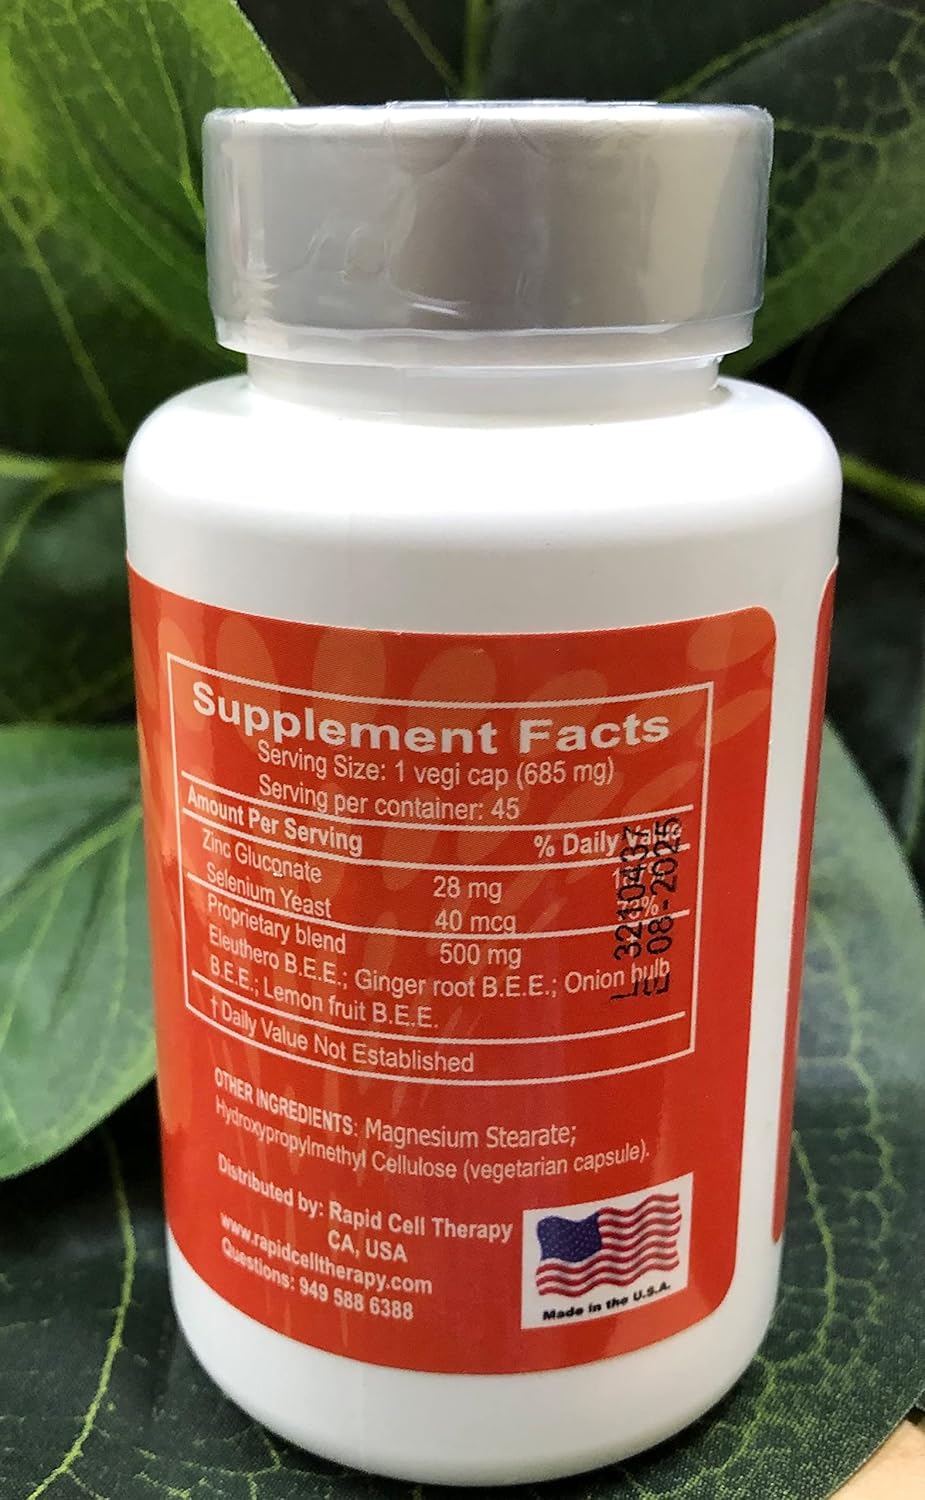 Supplement Facts
Serving Size: 1 vegi cap (685 mg)
Serving per container: 45
Amount Per Serving % Daily
Zinc Gluconate 28 mg
Selenium Yeast 40 mcg
Proprietary blend 500 mg
Eleuthero B.E.E.; Ginger root B.E.E.; Onion bulb
B.E.E.; Lemon fruit B.E.E.
† Daily Value Not Established
L 3210437
E 08-2025
OTHER INGREDIENTS: Magnesium Stearate;
Hydroxypropylmethyl Cellulose (vegetarian capsule).
Distributed by: Rapid Cell Therapy
CA, USA
www.rapidcelltherapy.com
Questions: 949 588 6388
Made in the U.S.A.